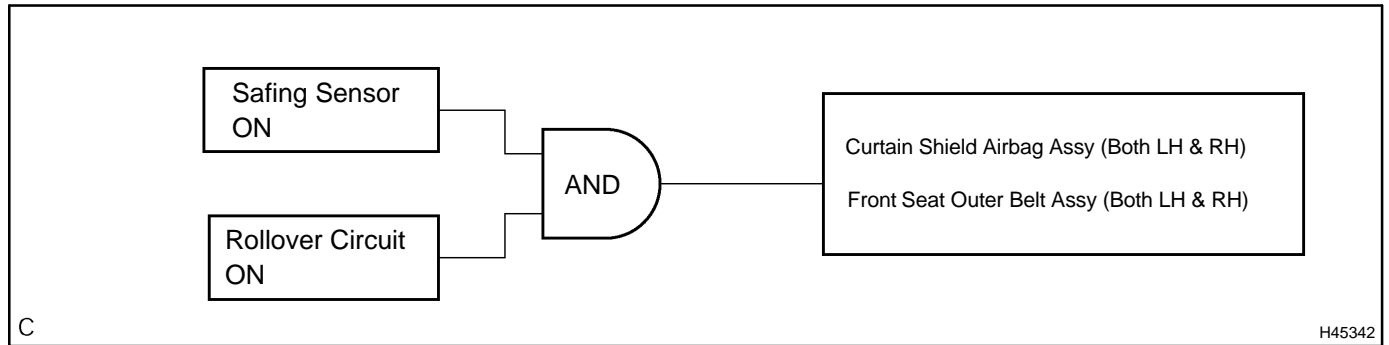 Safing Sensor
ON
Rollover Circuit
ON
AND
Curtain Shield Airbag Assy (Both LH & RH)
Front Seat Outer Belt Assy (Both LH & RH)
C
H45342